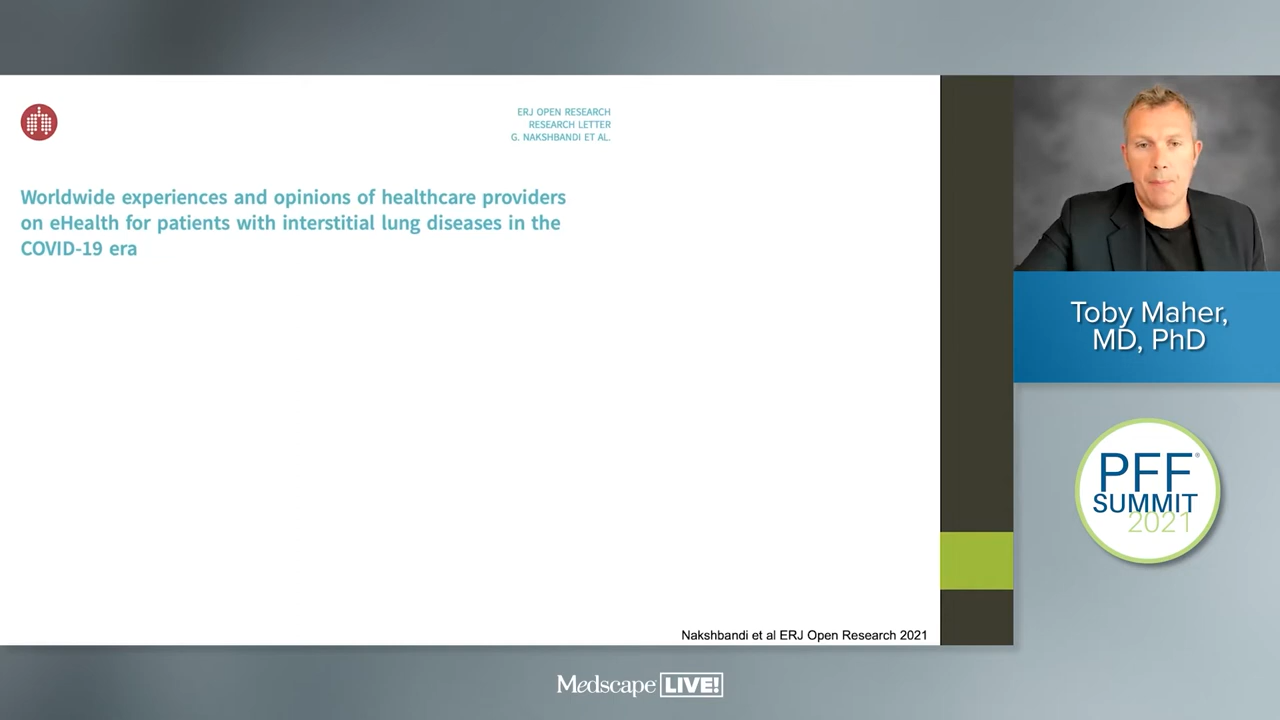 ERJ OPEN RESEARCH
RESEARCH LETTER
G. NAKSHBANDI ET AL.
Worldwide experiences and opinions of healthcare providers
on eHealth for patients with interstitial lung diseases in the
COVID-19 era
Nakshbandi et al ERJ Open Research 2021
Toby Maher,
MD, PhD
PFF®
SUMMIT
2021
Medscape LIVE!